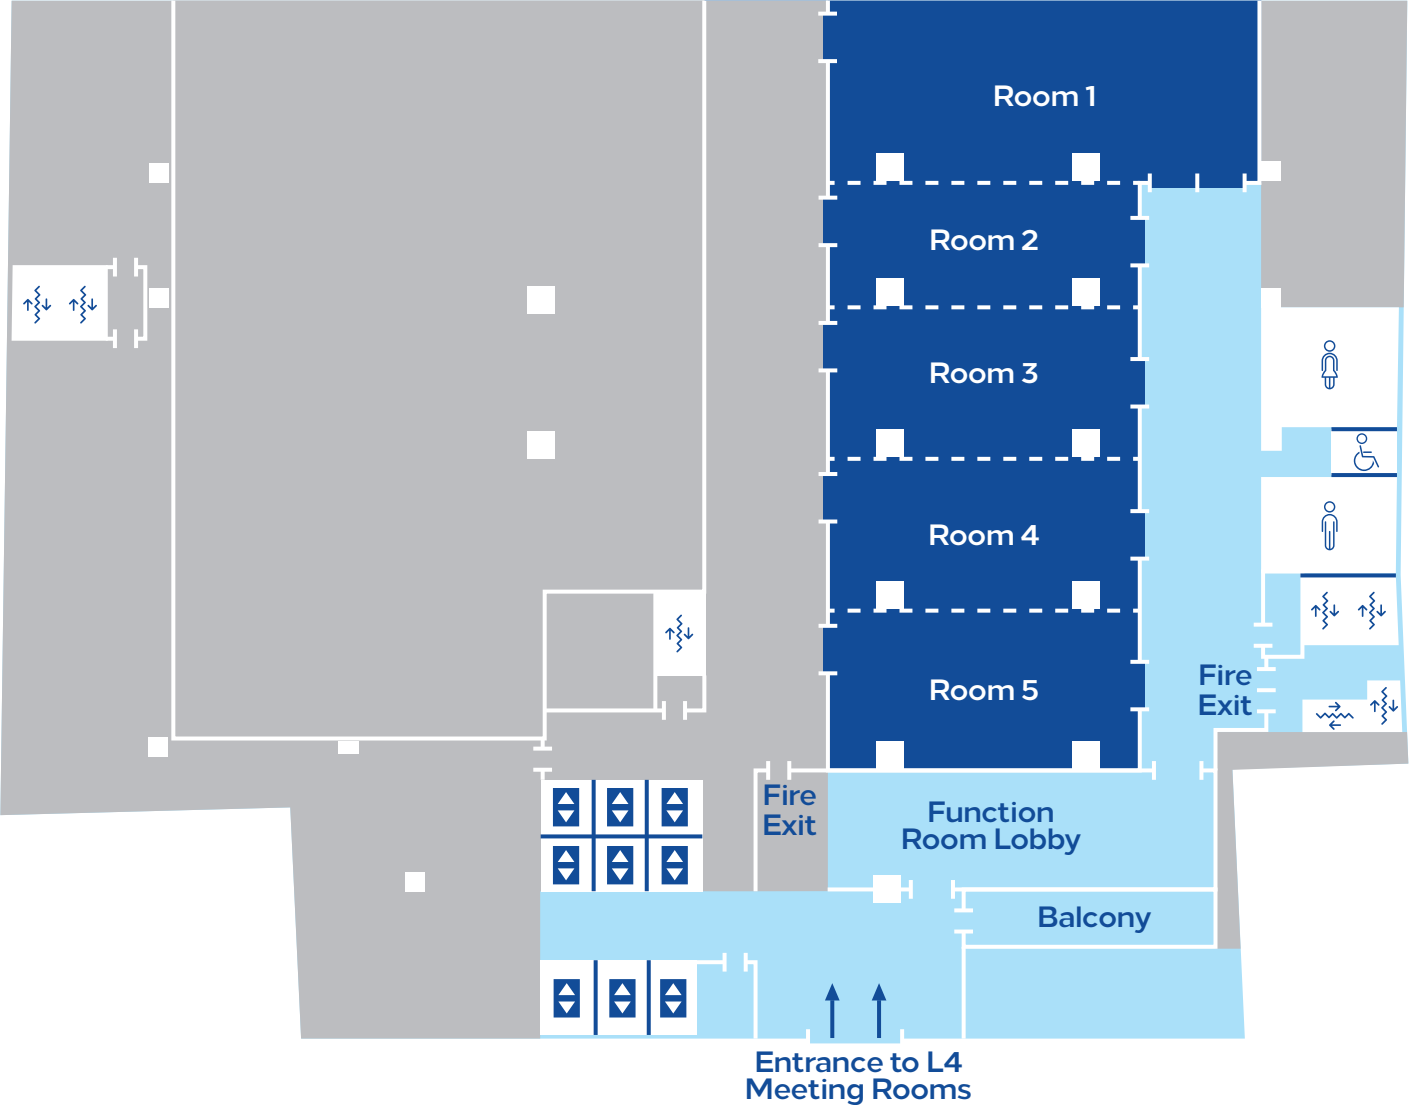 Room 1
Room 2
Room 3
Room 4
Room 5
Fire
Exit
Fire
Exit
Function
Room Lobby
Balcony
Entrance to L4
Meeting Rooms